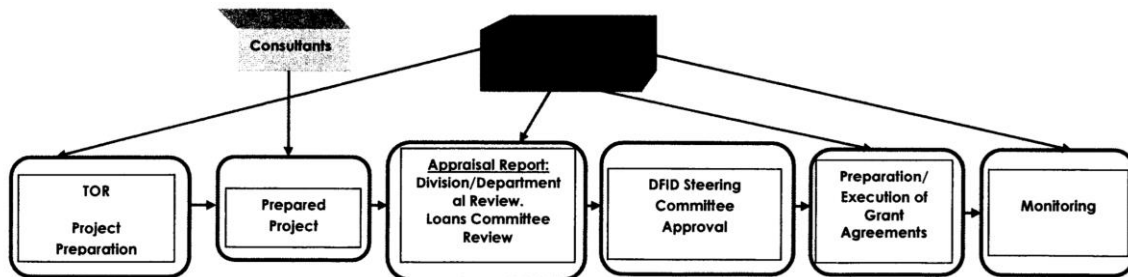 Consultants
TOR
Project
Preparation
Prepared
Project
Appraisal Report:
Division/Department
al Review.
Loans Committee
Review
DFID Steering
Committee
Approval
Preparation/
Execution of
Grant
Agreements
Monitoring